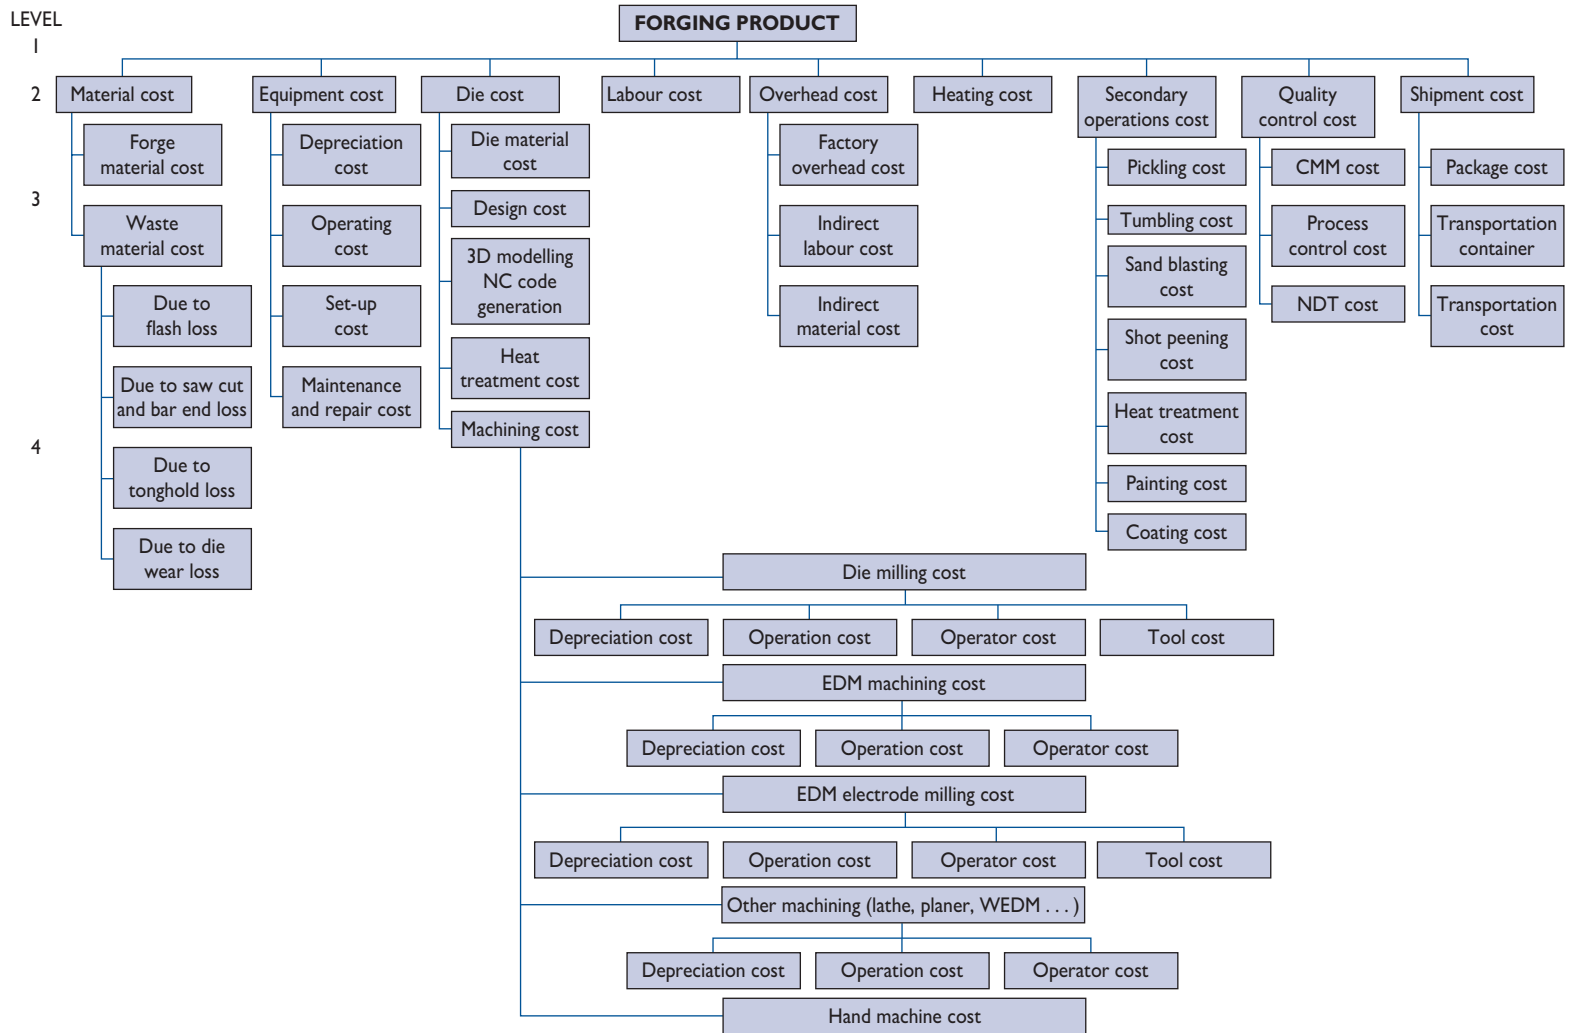 LEVEL
1
FORGING PRODUCT
2
Material cost
Equipment cost
Die cost
Labour cost
Overhead cost
Heating cost
Secondary
operations cost
Quality
control cost
Shipment cost
3
Forge
material cost
Waste
material cost
4
Due to
flash loss
Due to saw cut
and bar end loss
Due to
tonghold loss
Due to die
wear loss
Depreciation
cost
Operating
cost
Set-up
cost
Maintenance
and repair cost
Die material
cost
Design cost
3D modelling
NC code
generation
Heat
treatment cost
Machining cost
Factory
overhead cost
Indirect
labour cost
Indirect
material cost
Pickling cost
Tumbling cost
Sand blasting
cost
Shot peening
cost
Heat treatment
cost
Painting cost
Coating cost
CMM cost
Process
control cost
NDT cost
Package cost
Transportation
container
Transportation
cost
Die milling cost
Depreciation cost
Operation cost
Operator cost
Tool cost
EDM machining cost
Depreciation cost
Operation cost
Operator cost
EDM electrode milling cost
Depreciation cost
Operation cost
Operator cost
Tool cost
Other machining (lathe, planer, WEDM . . . )
Depreciation cost
Operation cost
Operator cost
Hand machine cost